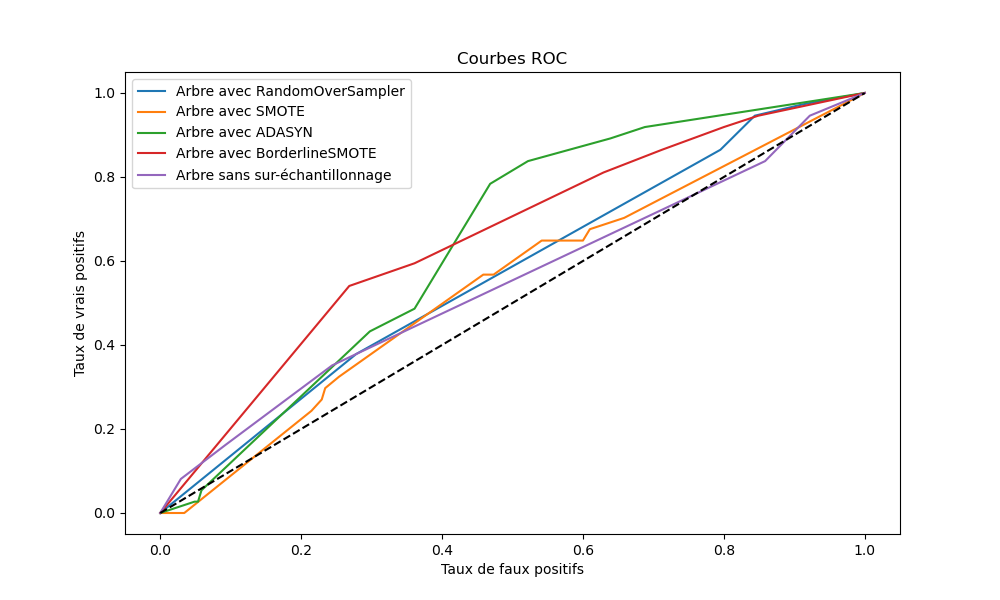 Courbes ROC
Arbre avec RandomOverSampler
Arbre avec SMOTE
Arbre avec ADASYN
Arbre avec BorderlineSMOTE
Arbre sans sur-échantillonnage
Taux de vrais positifs
1.0
0.8
0.6
0.4
0.2
0.0
0.0 0.2 0.4 0.6 0.8 1.0
Taux de faux positifs